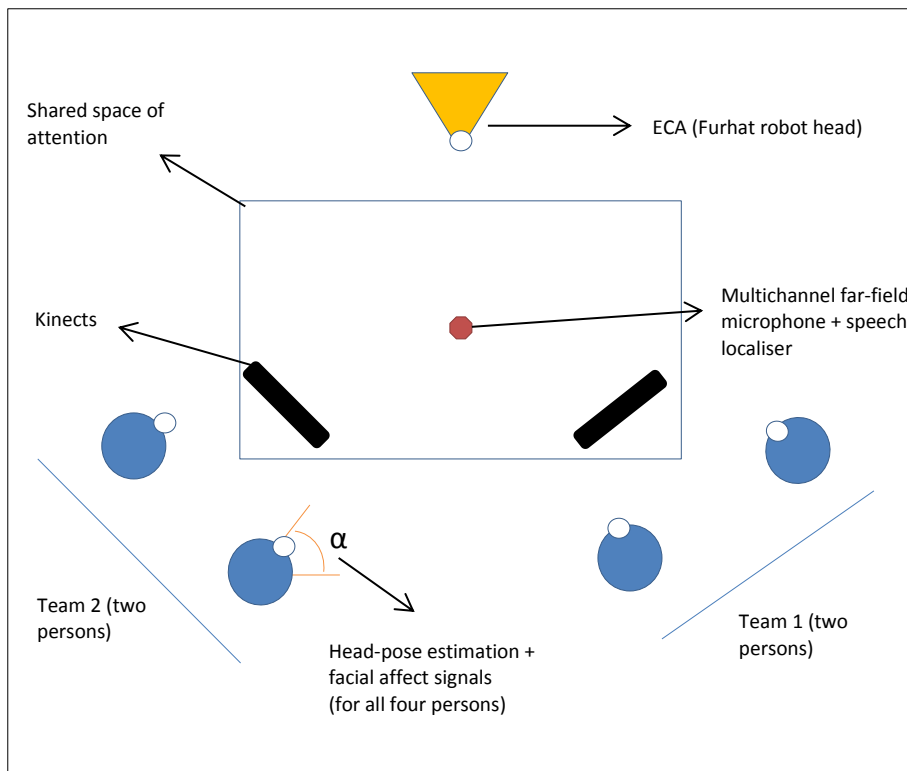 Shared space of
attention
ECA (Furhat robot head)
Kinects
Multichannel far-field
microphone + speech
localiser
α
Team 2 (two
persons)
Team 1 (two
persons)
Head-pose estimation +
facial affect signals
(for all four persons)